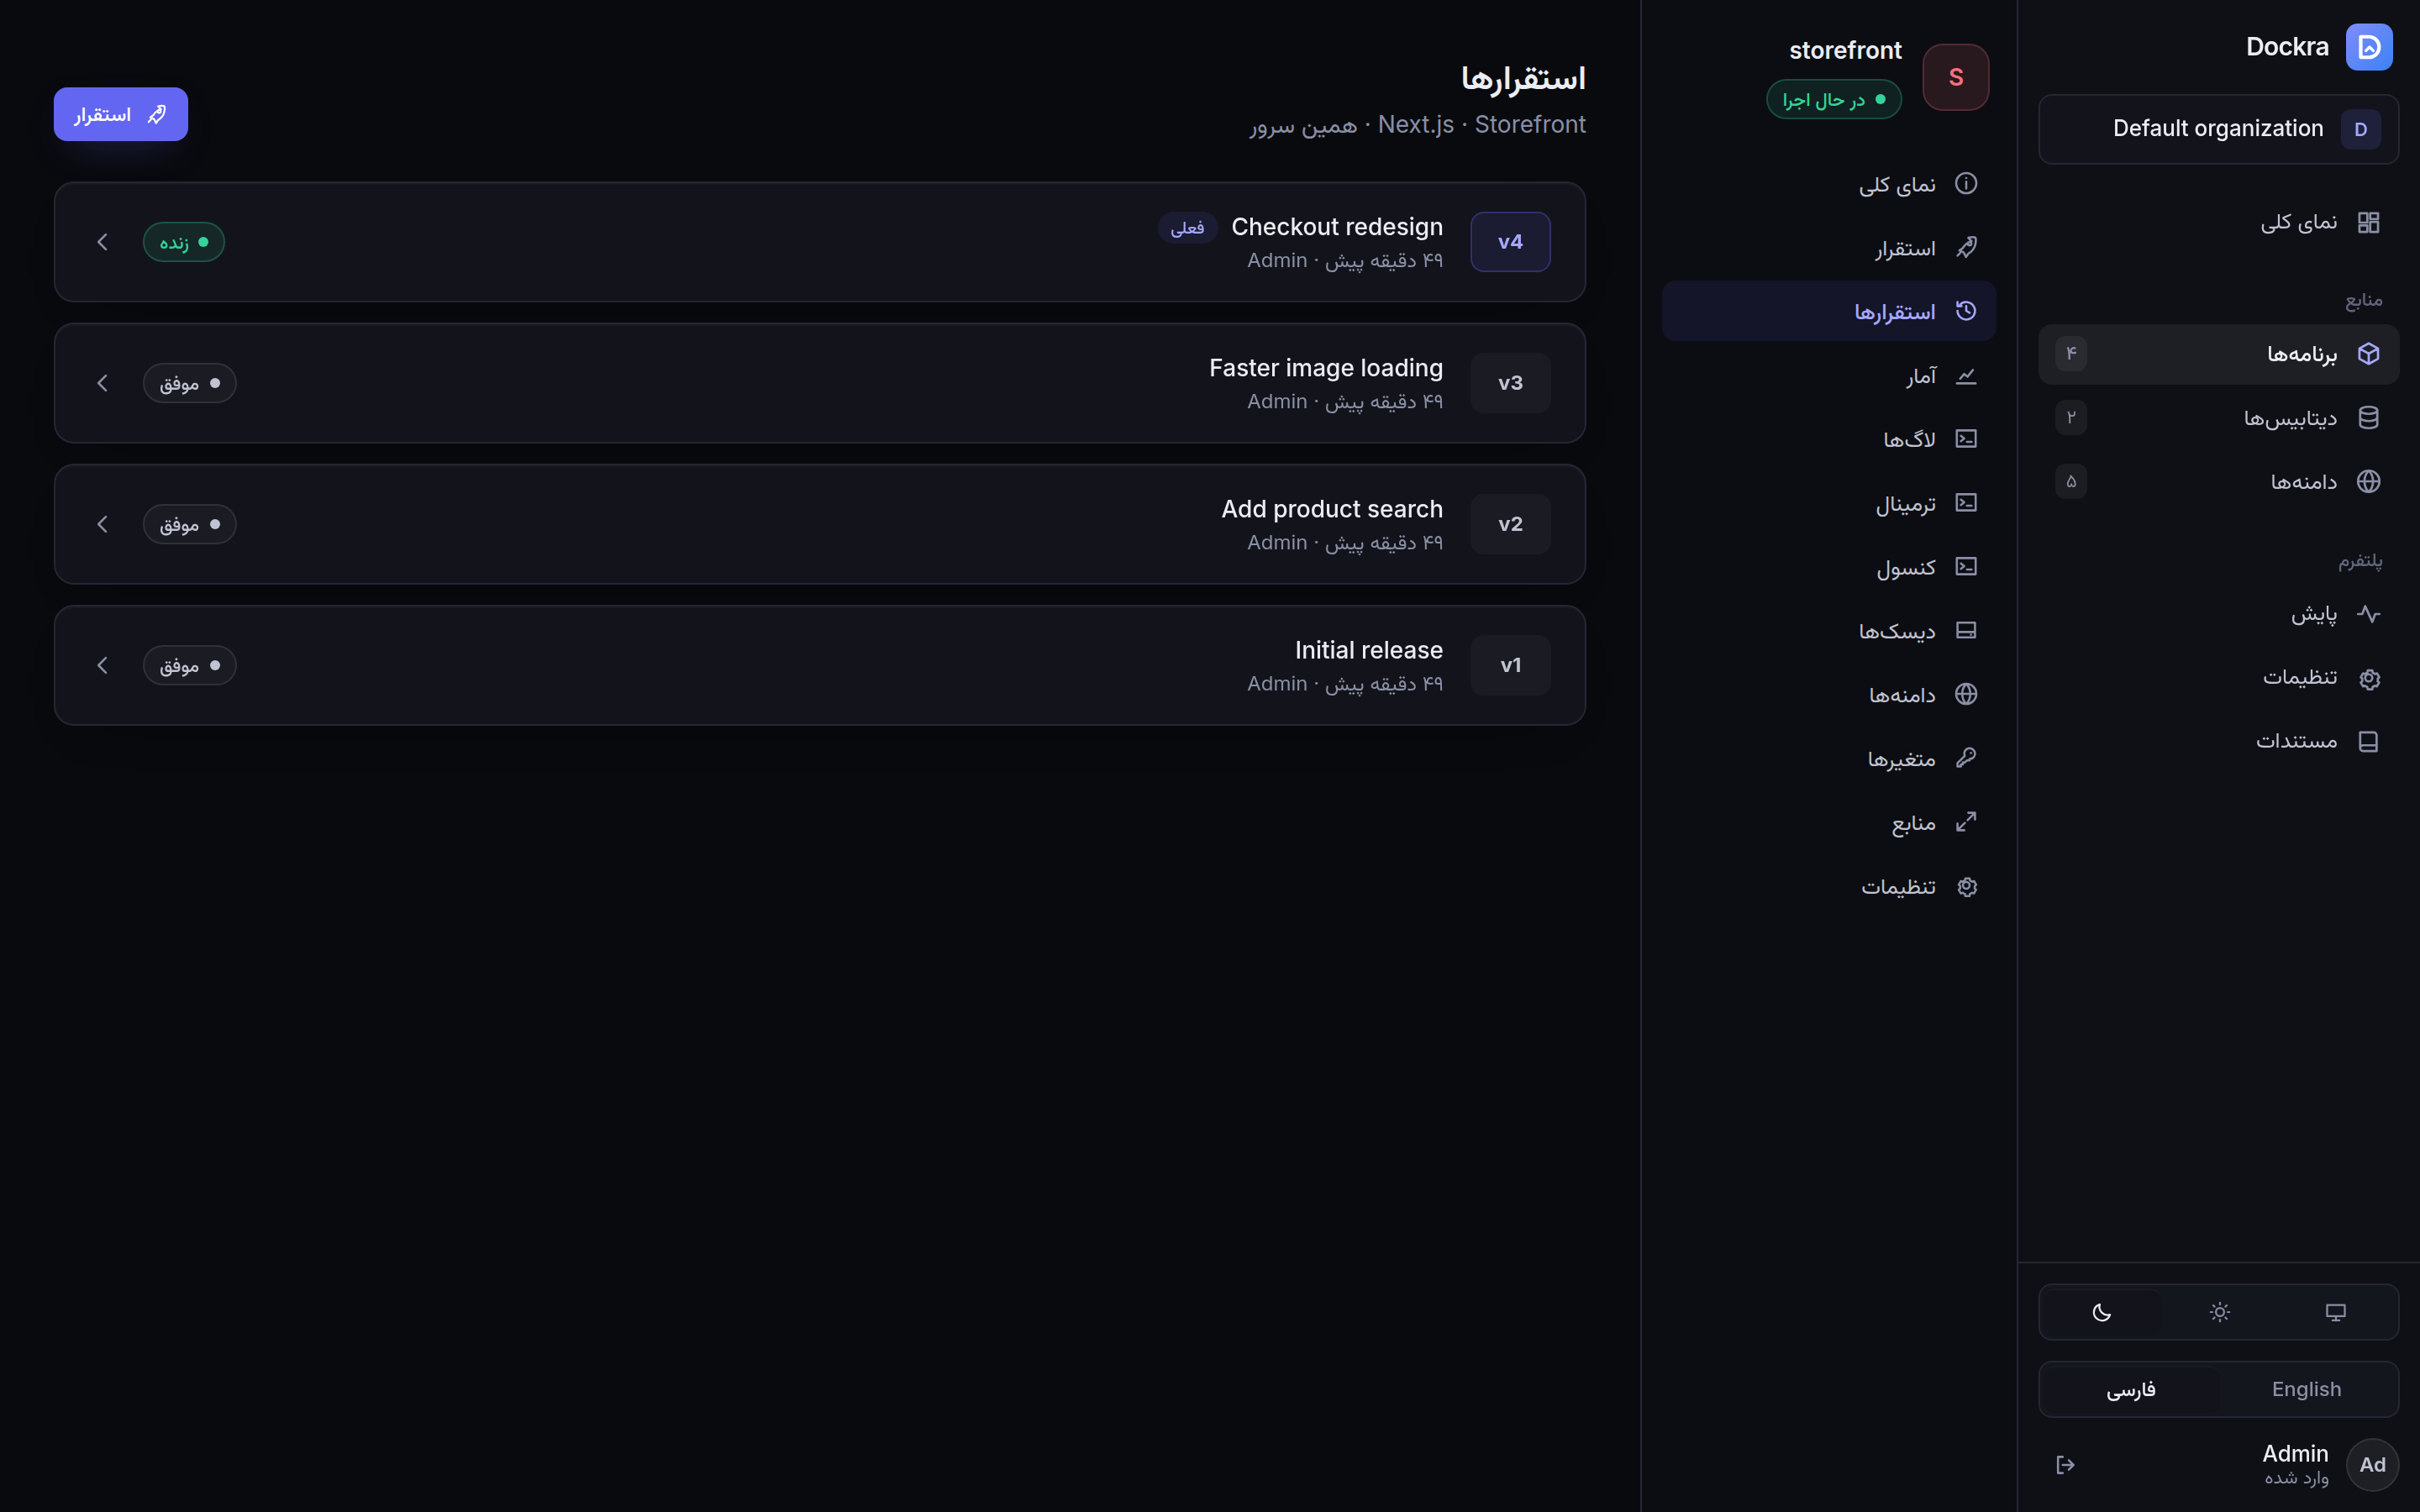 Dockra
D
Default organization
نمای کلی
منابع
برنامه‌ها
۴
دیتابیس‌ها
۲
دامنه‌ها
۵
پلتفرم
پایش
تنظیمات
مستندات
English
فارسی
Ad
Admin
وارد شده
S
storefront
در حال اجرا
نمای کلی
استقرار
استقرارها
آمار
لاگ‌ها
ترمینال
کنسول
دیسک‌ها
دامنه‌ها
متغیرها
منابع
تنظیمات
استقرارها
Storefront · Next.js · همین سرور
استقرار
v4
Checkout redesign
فعلی
۴۹ دقیقه پیش · Admin
زنده
v3
Faster image loading
۴۹ دقیقه پیش · Admin
موفق
v2
Add product search
۴۹ دقیقه پیش · Admin
موفق
v1
Initial release
۴۹ دقیقه پیش · Admin
موفق